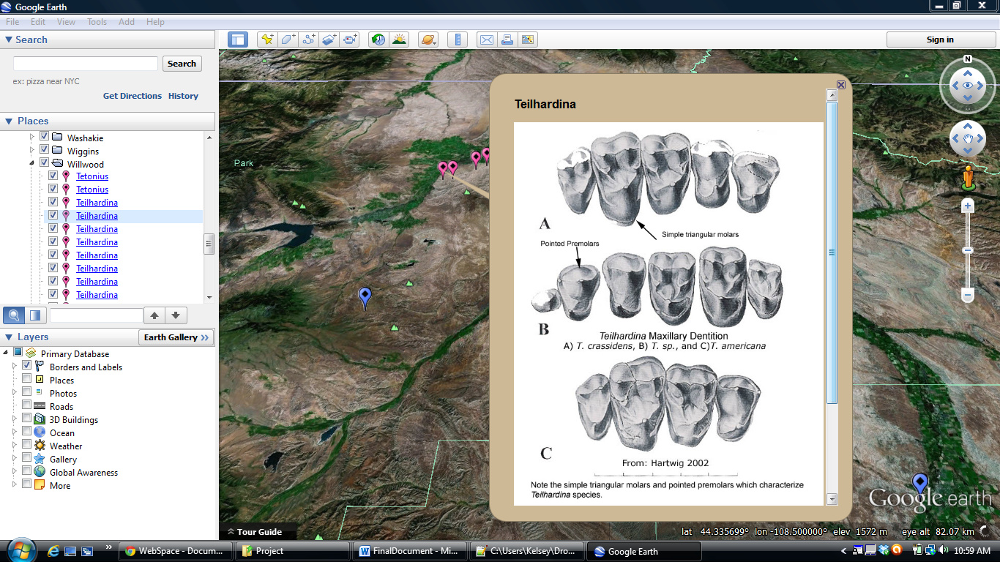 Google Earth
File Edit View Tools Add Help
Search
Search
ex: pizza near NYC
Get Directions History
Places
Washakie
Wiggins
Willwood
Tetonius
Tetonius
Teilhardina
Teilhardina
Teilhardina
Teilhardina
Teilhardina
Teilhardina
Teilhardina
Teilhardina
Layers
Earth Gallery >>
Primary Database
Borders and Labels
Places
Photos
Roads
3D Buildings
Ocean
Weather
Gallery
Global Awareness
More
Sign in
N
Park
Teilhardina
A
Simple triangular molars
Pointed Premolars
B
Teilhardina Maxillary Dentition
A) T. crassidens, B) T. sp., and C)T. americana
C
From: Hartwig 2002
Note the simple triangular molars and pointed premolars which characterize
Teilhardina species.
Google earth
Tour Guide
lat 44.335699° lon -108.500000° elev 1572 m eye alt 82.07 km
WebSpace - Docum...
Project
FinalDocument - Mi...
C:\Users\Kelsey\Dro...
Google Earth
10:59 AM